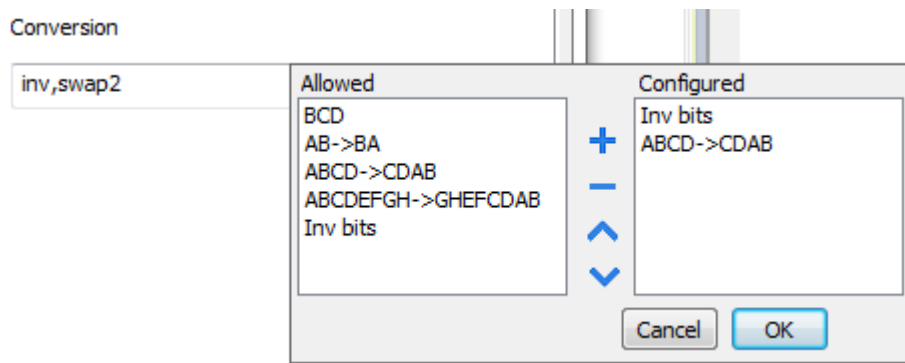 Conversion
inv,swap2
Allowed
BCD
AB->BA
ABCD->CDAB
ABCDEFGH->GHEFCDAB
Inv bits
Configured
Inv bits
ABCD->CDAB
Cancel
OK